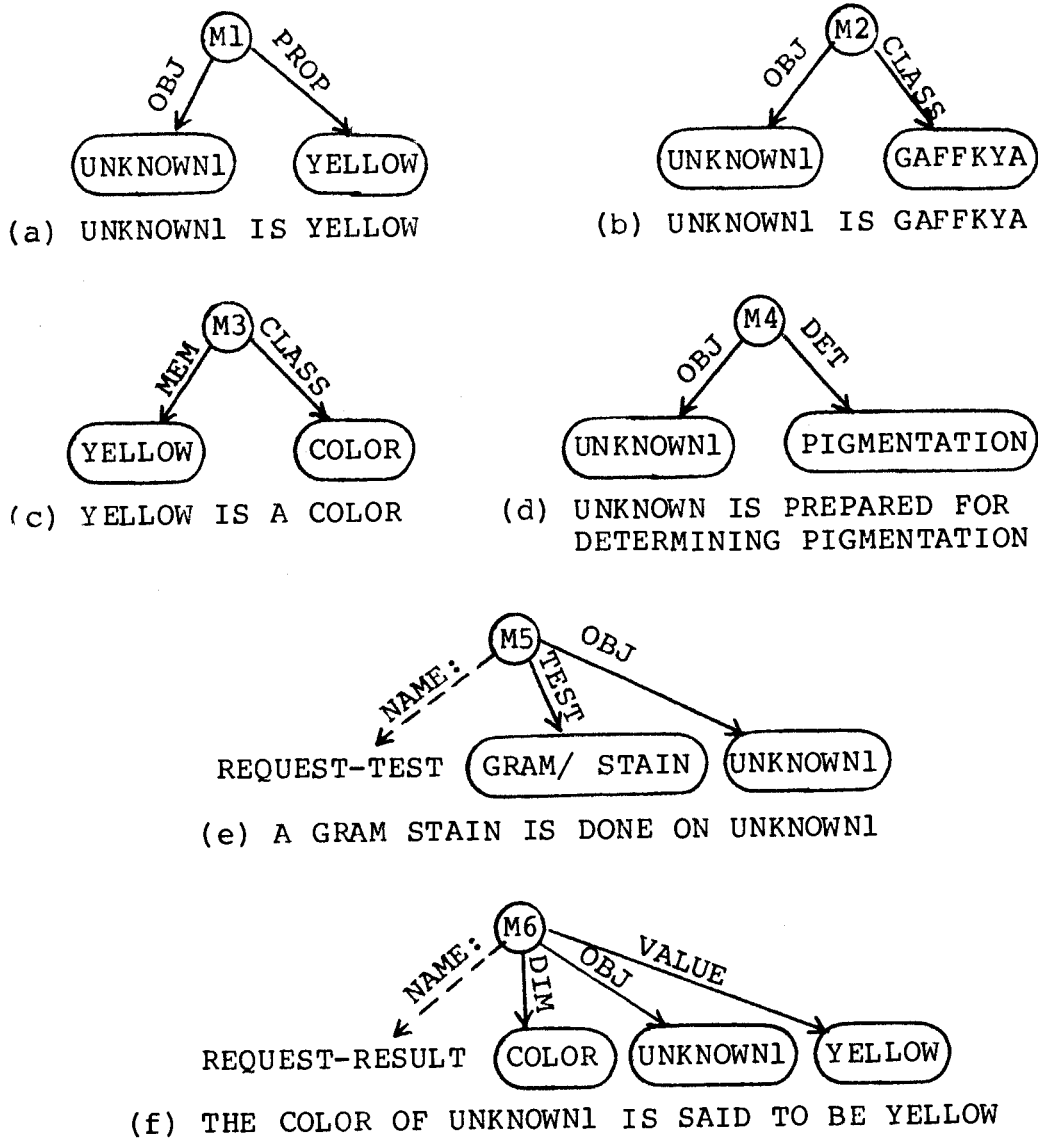 M1
OBJ PROP
UNKNOWN1 YELLOW
(a) UNKNOWN1 IS YELLOW
M2
OBJ CLASS
UNKNOWN1 GAFFKYA
(b) UNKNOWN1 IS GAFFKYA
M3
MEM CLASS
YELLOW COLOR
(c) YELLOW IS A COLOR
M4
OBJ DET
UNKNOWN1 PIGMENTATION
(d) UNKNOWN IS PREPARED FOR
DETERMINING PIGMENTATION
M5
NAME: TEST OBJ
REQUEST-TEST GRAM/ STAIN UNKNOWN1
(e) A GRAM STAIN IS DONE ON UNKNOWN1
M6
NAME: DIM OBJ VALUE
REQUEST-RESULT COLOR UNKNOWN1 YELLOW
(f) THE COLOR OF UNKNOWN1 IS SAID TO BE YELLOW